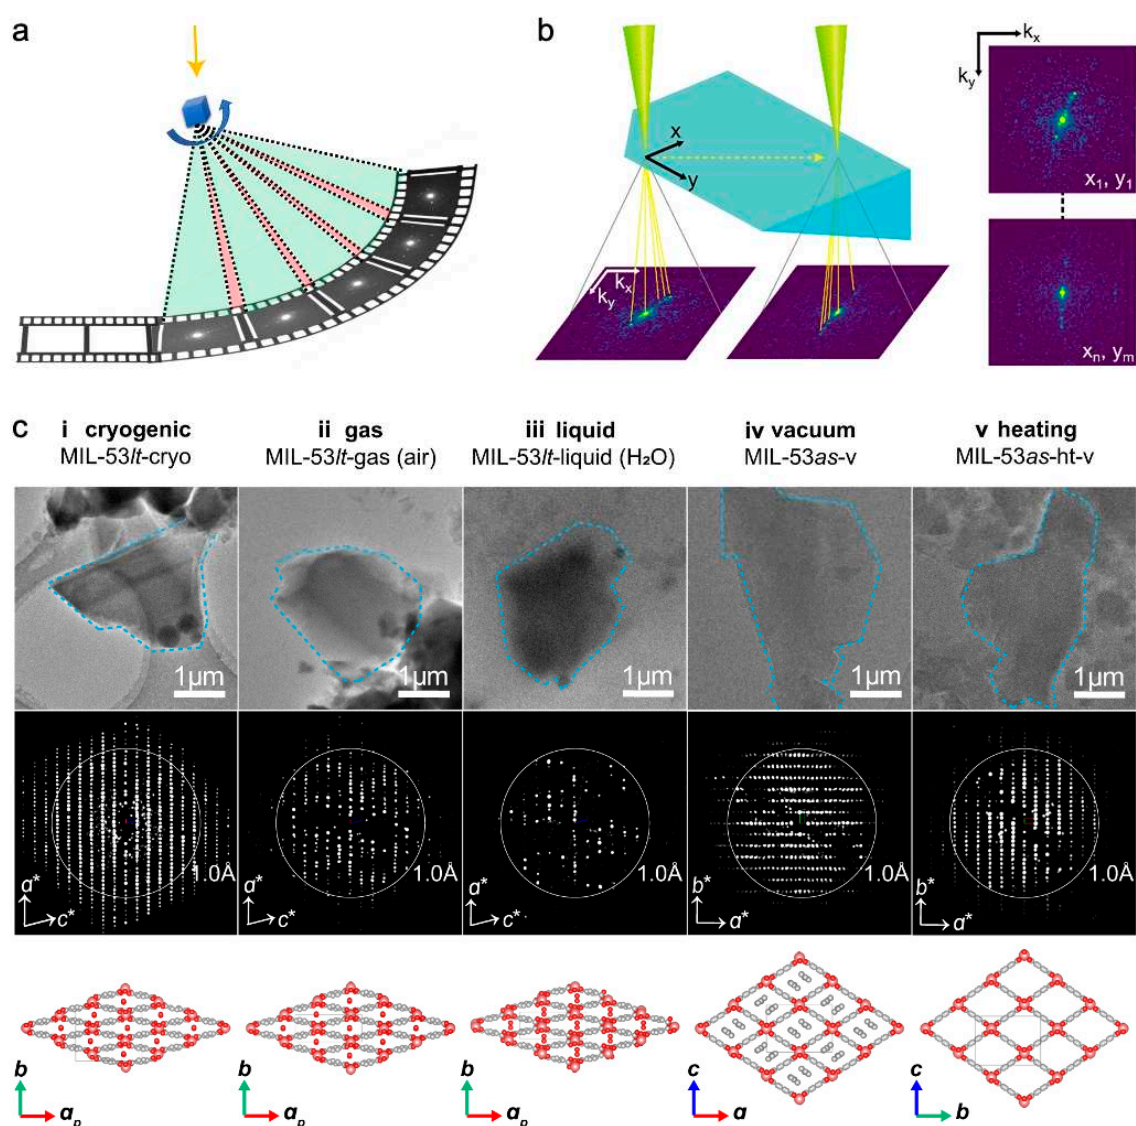 a
b
x
y
kx
ky
kx
ky
x1, y1
xn, ym
C
i cryogenic
MIL-53lt-cryo
ii gas
MIL-53lt-gas (air)
iii liquid
MIL-53lt-liquid (H₂O)
iv vacuum
MIL-53as-v
v heating
MIL-53as-ht-v
1µm
1µm
1µm
1µm
1µm
1.0Å
a*
c*
1.0Å
a*
c*
1.0Å
a*
c*
1.0Å
b*
a*
1.0Å
b*
a*
b
ap
b
ap
b
ap
c
a
c
b